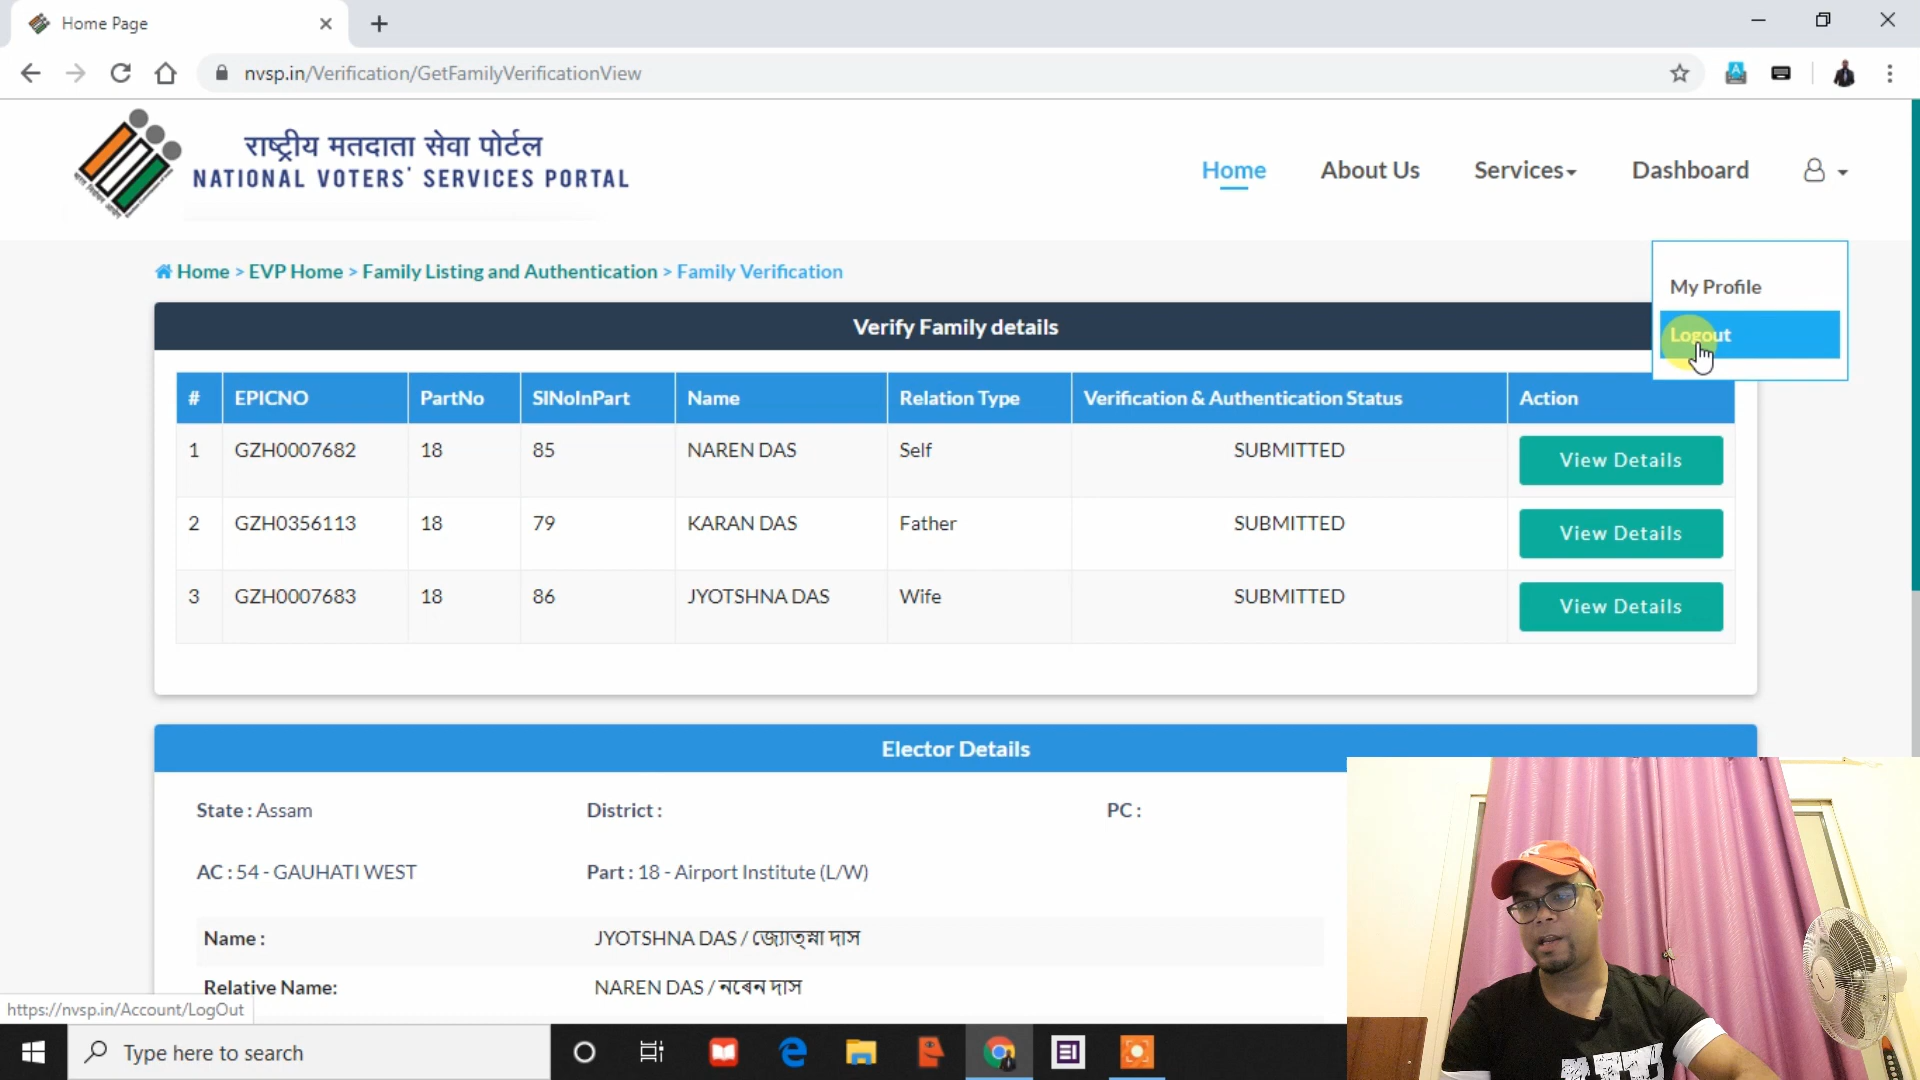 Home Page
nvsp.in/Verification/GetFamilyVerificationView
राष्ट्रीय मतदाता सेवा पोर्टल
NATIONAL VOTERS' SERVICES PORTAL
Home About Us Services Dashboard
My Profile
Logout
Home > EVP Home > Family Listing and Authentication > Family Verification
Verify Family details
# EPICNO PartNo SlNoInPart Name Relation Type Verification & Authentication Status Action
1 GZH0007682 18 85 NAREN DAS Self SUBMITTED View Details
2 GZH0356113 18 79 KARAN DAS Father SUBMITTED View Details
3 GZH0007683 18 86 JYOTSHNA DAS Wife SUBMITTED View Details
Elector Details
State : Assam District : PC :
AC : 54 - GAUHATI WEST Part : 18 - Airport Institute (L/W)
Name : JYOTSHNA DAS / জ্যোত্স্না দাস
Relative Name: NAREN DAS / নৰেন দাস
https://nvsp.in/Account/LogOut
Type here to search